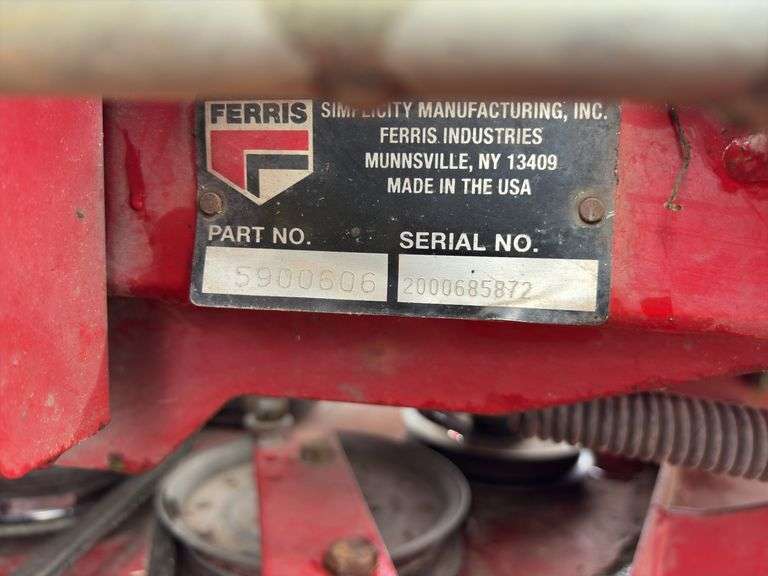 FERRIS
SIMPLICITY MANUFACTURING, INC.
FERRIS INDUSTRIES
MUNNSVILLE, NY 13409
MADE IN THE USA
PART NO. SERIAL NO.
5900606 2000685872